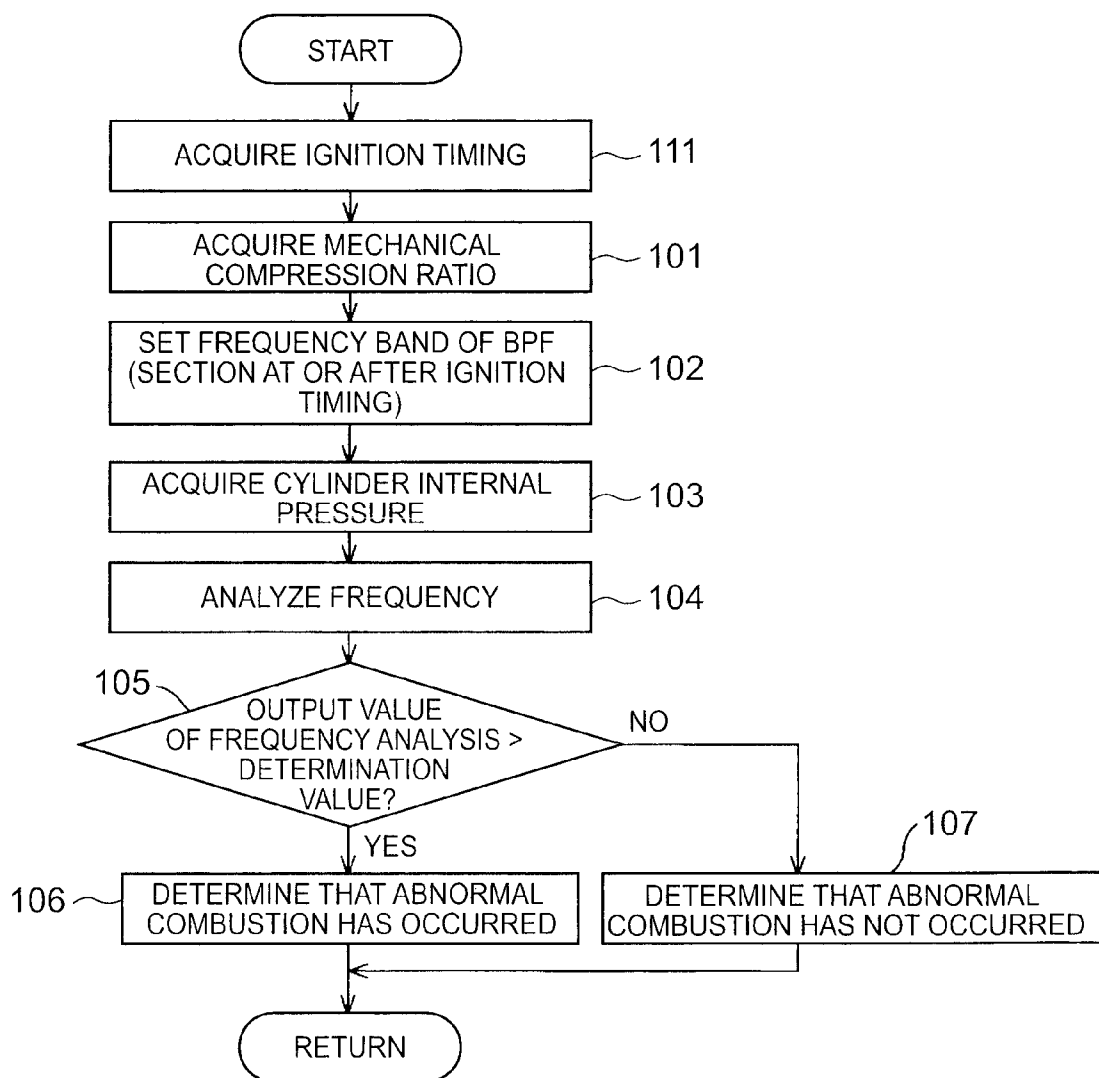 START
ACQUIRE IGNITION TIMING
111
ACQUIRE MECHANICAL
COMPRESSION RATIO
101
SET FREQUENCY BAND OF BPF
(SECTION AT OR AFTER IGNITION
TIMING)
102
ACQUIRE CYLINDER INTERNAL
PRESSURE
103
ANALYZE FREQUENCY
104
105
OUTPUT VALUE
OF FREQUENCY ANALYSIS >
DETERMINATION
VALUE?
NO
YES
106
DETERMINE THAT ABNORMAL
COMBUSTION HAS OCCURRED
107
DETERMINE THAT ABNORMAL
COMBUSTION HAS NOT OCCURRED
RETURN